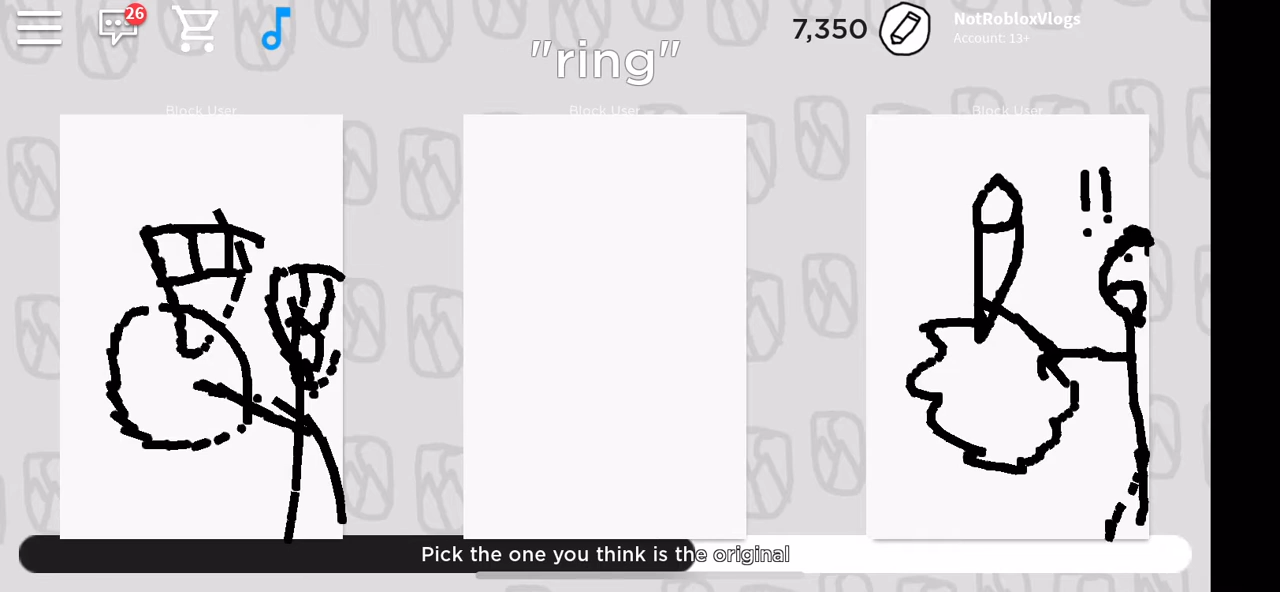 26
7,350
NotRobloxVlogs
Account: 13+
"ring"
Block User
Block User
Block User
!!
Pick the one you think is the original